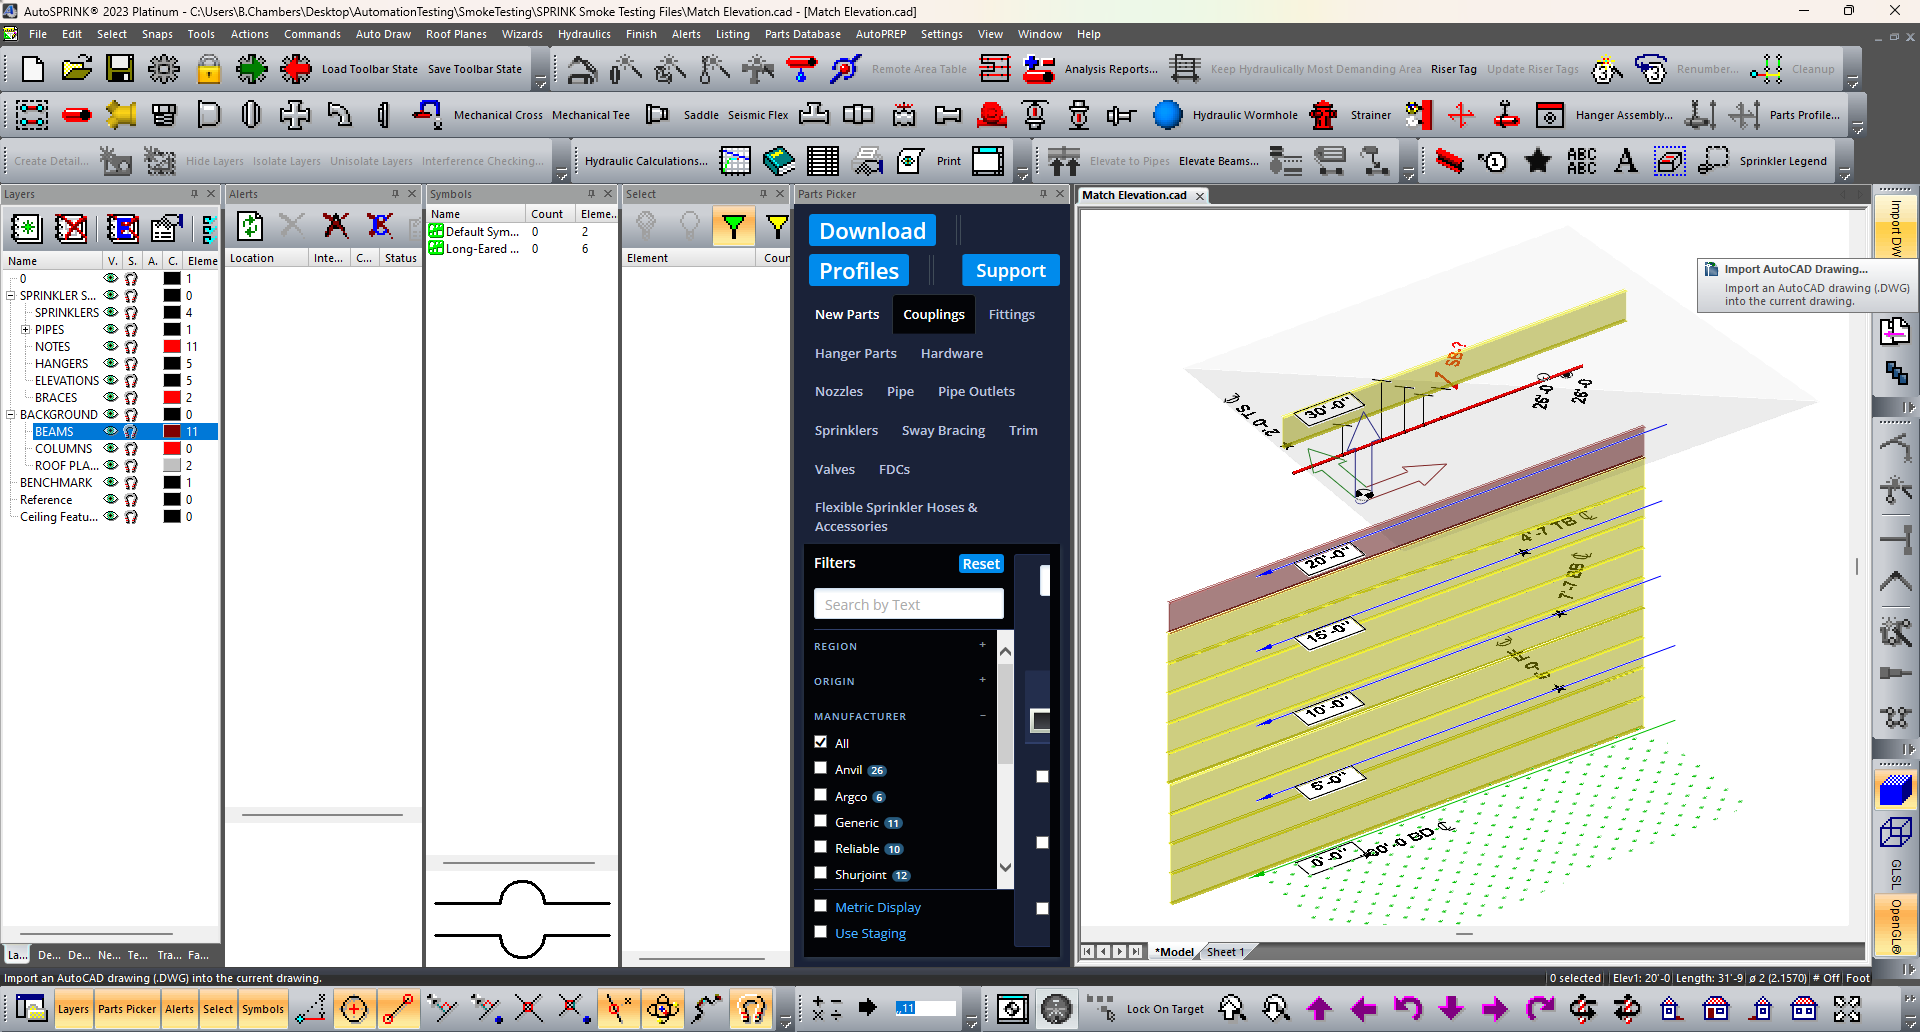 AutoSPRINK® 2023 Platinum - C:\Users\B.Chambers\Desktop\AutomationTesting\SmokeTesting\SPRINK Smoke Testing Files\Match Elevation.cad - [Match Elevation.cad]
File Edit Select Snaps Tools Actions Commands Auto Draw Roof Planes Wizards Hydraulics Finish Alerts Listing Parts Database AutoPREP Settings View Window Help
Load Toolbar State Save Toolbar State Remote Area Table Analysis Reports... Keep Hydraulically Most Demanding Area Riser Tag Update Riser Tags Renumber... Cleanup
Mechanical Cross Mechanical Tee Saddle Seismic Flex Hydraulic Wormhole Strainer Hanger Assembly... Parts Profile...
Create Detail... Hide Layers Isolate Layers Unisolate Layers Interference Checking... Hydraulic Calculations... Print Elevate to Pipes Elevate Beams... ABC ABC A Sprinkler Legend
Layers
Name V. S. A. C. Eleme
0 1
SPRINKLER S... 0
SPRINKLERS 4
PIPES 1
NOTES 11
HANGERS 5
ELEVATIONS 5
BRACES 2
BACKGROUND 0
BEAMS 11
COLUMNS 0
ROOF PLA... 2
BENCHMARK 1
Reference 0
Ceiling Featu... 0
La... De... De... Ne... Te... Tra... Fa...
Alerts
Location Inte... C... Status
Symbols
Name Count Eleme...
Default Sym... 0 2
Long-Eared ... 0 6
Select
Element Coun
Parts Picker
Download
Profiles Support
New Parts Couplings Fittings
Hanger Parts Hardware
Nozzles Pipe Pipe Outlets
Sprinklers Sway Bracing Trim
Valves FDCs
Flexible Sprinkler Hoses &
Accessories
Filters Reset
Search by Text
REGION +
ORIGIN +
MANUFACTURER −
All
Anvil 26
Argco 6
Generic 11
Reliable 10
Shurjoint 12
Metric Display
Use Staging
Match Elevation.cad
Import DW
Import AutoCAD Drawing...
Import an AutoCAD drawing (.DWG)
into the current drawing.
SB-?
30'-0"
2'-0 TS ℄
26'-0
26'-0
20'-0"
4'-7 TB ℄
7'-7 BB ℄
15'-0"
10'-0"
5'-0"
0'-0"
60'-0 BD ℄
GLSL
OpenGL®
*Model Sheet 1
Import an AutoCAD drawing (.DWG) into the current drawing.
0 selected Elev1: 20'-0 Length: 31'-9 ø 2 (2.1570) # Off Foot
Layers Parts Picker Alerts Select Symbols Lock On Target